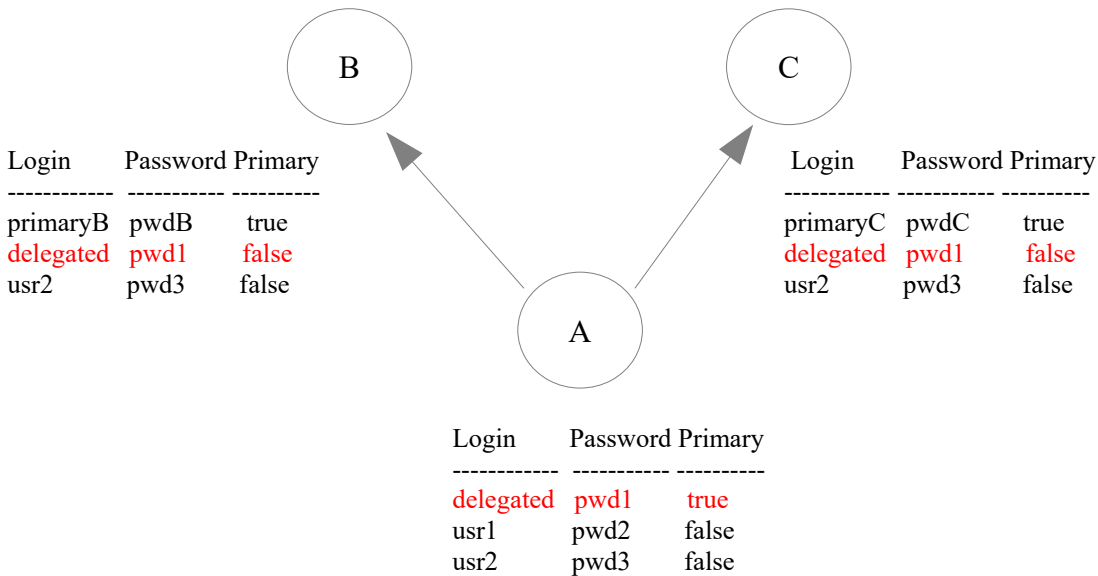 B
C
Login Password Primary
------------ ----------- ----------
primaryB pwdB true
delegated pwd1 false
usr2 pwd3 false
Login Password Primary
------------ ----------- ----------
primaryC pwdC true
delegated pwd1 false
usr2 pwd3 false
A
Login Password Primary
------------ ----------- ----------
delegated pwd1 true
usr1 pwd2 false
usr2 pwd3 false